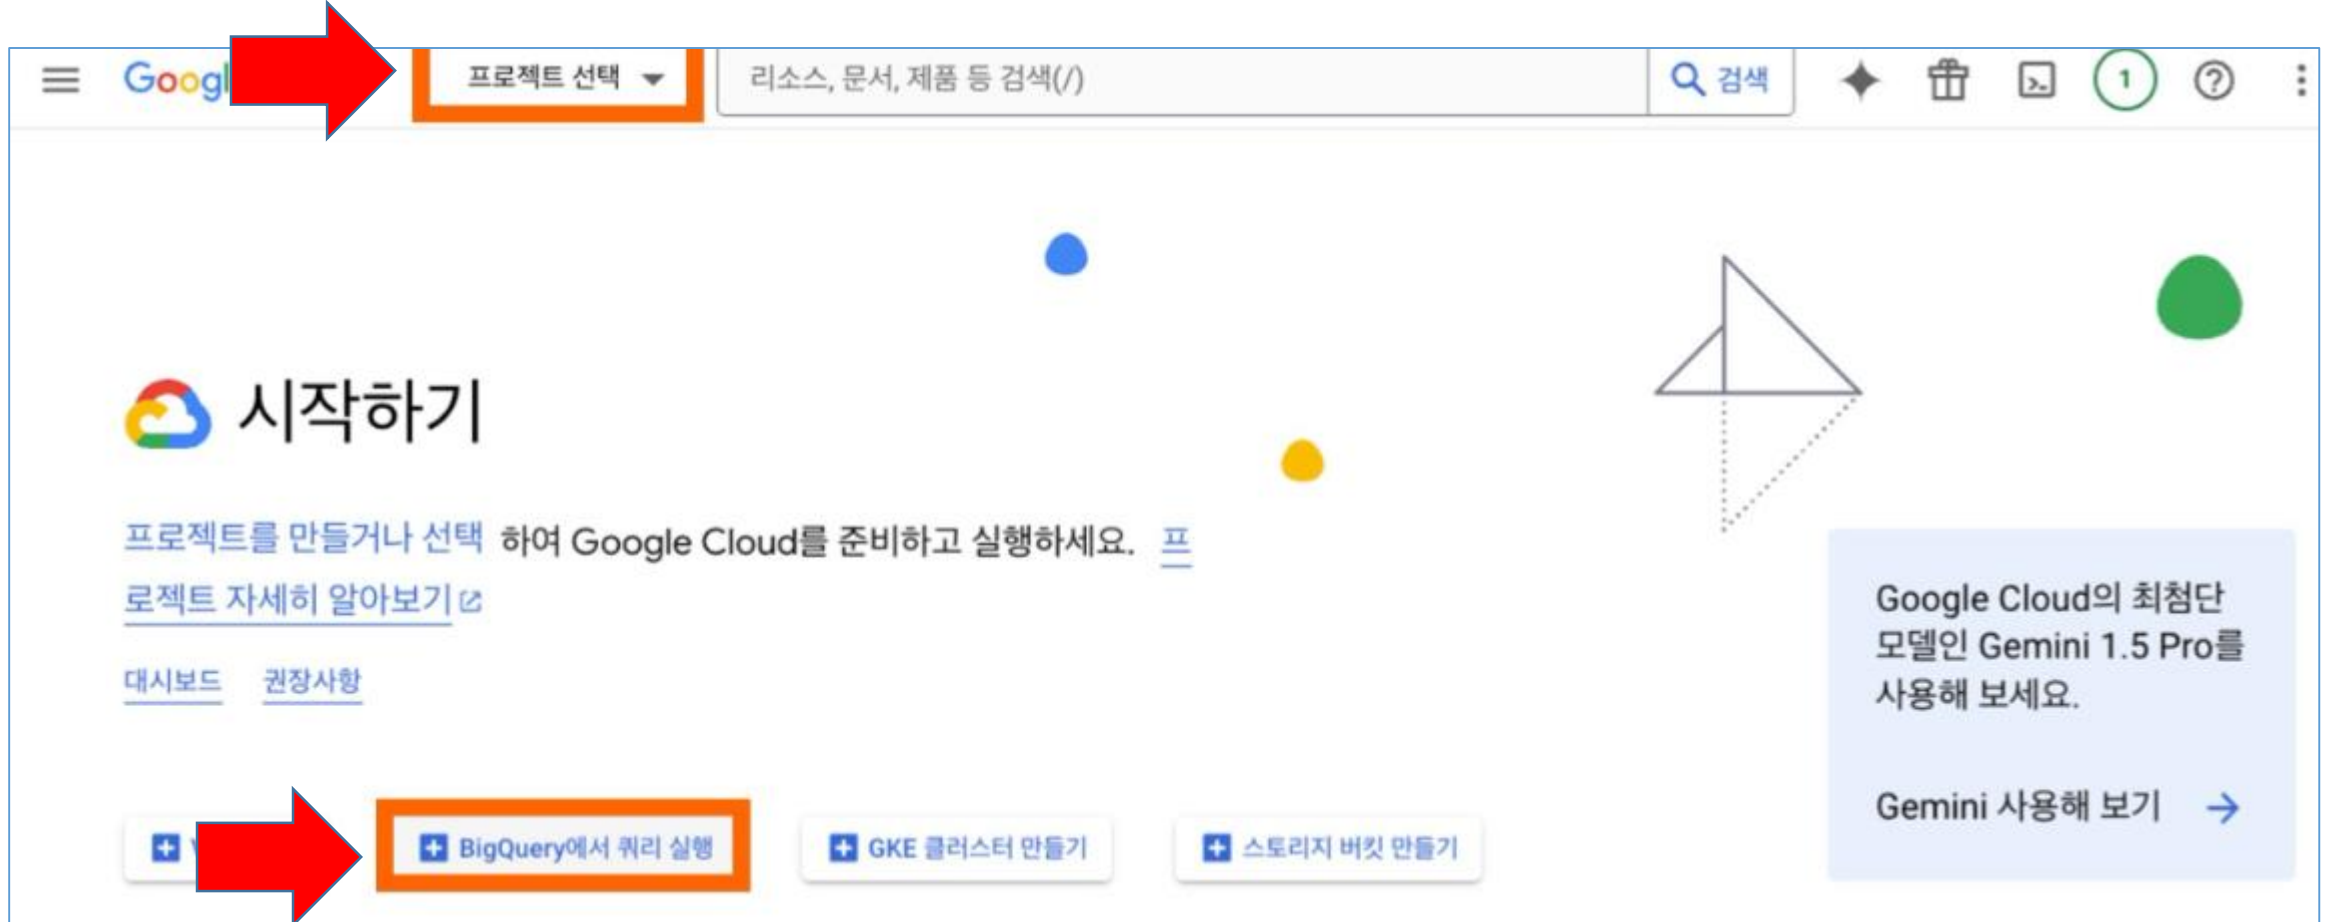 프로젝트 선택
리소스, 문서, 제품 등 검색(/)
검색
1
시작하기
프로젝트를 만들거나 선택 하여 Google Cloud를 준비하고 실행하세요. 프
로젝트 자세히 알아보기
대시보드 권장사항
Google Cloud의 최첨단
모델인 Gemini 1.5 Pro를
사용해 보세요.
Gemini 사용해 보기
BigQuery에서 쿼리 실행
GKE 클러스터 만들기
스토리지 버킷 만들기